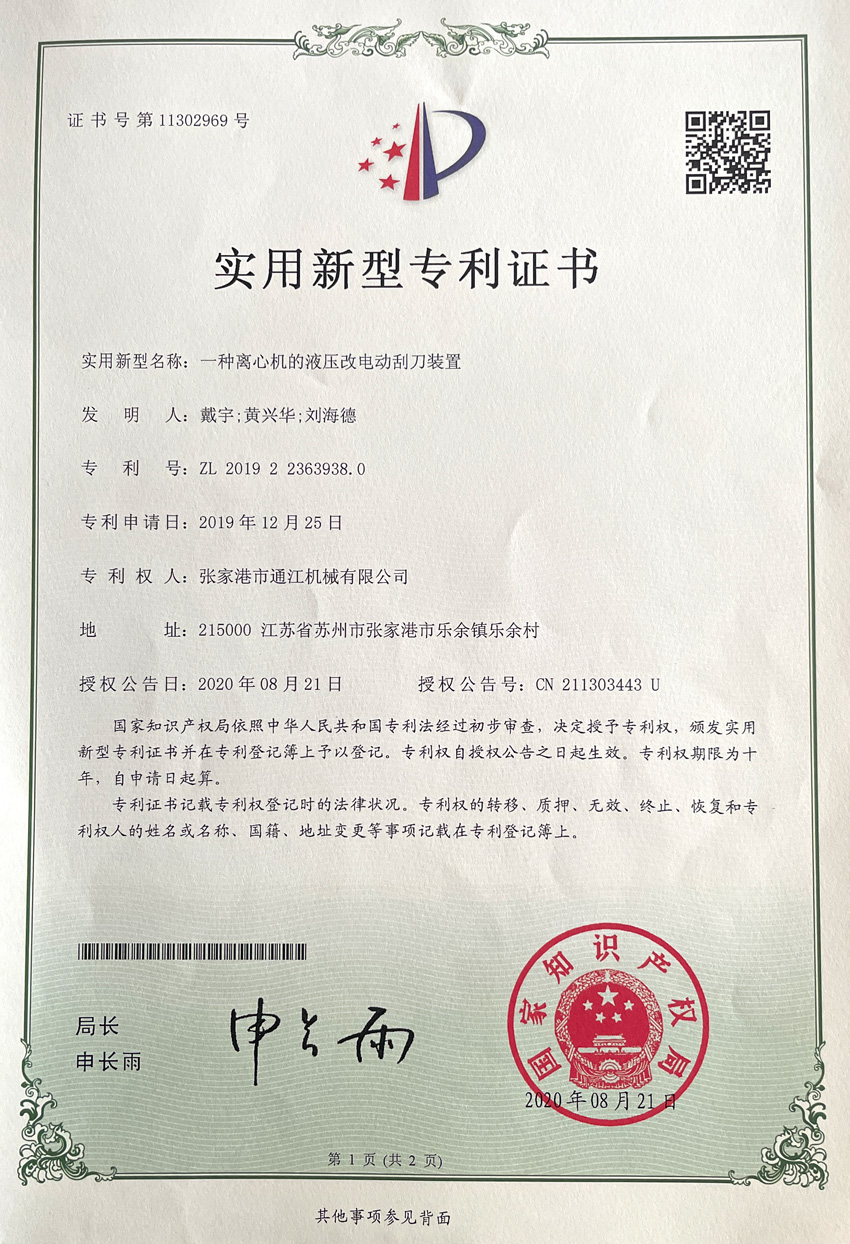 证书号第11302969号
实用新型专利证书
实用新型名称：一种离心机的液压改电动刮刀装置
发明人：戴宇;黄兴华;刘海德
专利号：ZL 2019 2 2363938.0
专利申请日：2019年12月25日
专利权人：张家港市通江机械有限公司
地址：215000 江苏省苏州市张家港市乐余镇乐余村
授权公告日：2020年08月21日 授权公告号：CN 211303443 U
国家知识产权局依照中华人民共和国专利法经过初步审查，决定授予专利权，颁发实用
新型专利证书并在专利登记簿上予以登记。专利权自授权公告之日起生效。专利权期限为十
年，自申请日起算。
专利证书记载专利权登记时的法律状况。专利权的转移、质押、无效、终止、恢复和专
利权人的姓名或名称、国籍、地址变更等事项记载在专利登记簿上。
局长
申长雨
申长雨
国家知识产权局
2020年08月21日
第 1 页 (共 2 页)
其他事项参见背面